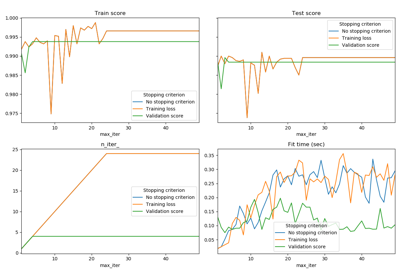 Train score
1.000
0.995
0.990
0.985
0.980
0.975
Stopping criterion
No stopping criterion
Training loss
Validation score
10 20 30 40
max_iter
Test score
Stopping criterion
No stopping criterion
Training loss
Validation score
10 20 30 40
max_iter
n_iter_
25
20
15
10
5
0
Stopping criterion
No stopping criterion
Training loss
Validation score
10 20 30 40
max_iter
Fit time (sec)
0.35
0.30
0.25
0.20
0.15
0.10
0.05
Stopping criterion
No stopping criterion
Training loss
Validation score
10 20 30 40
max_iter